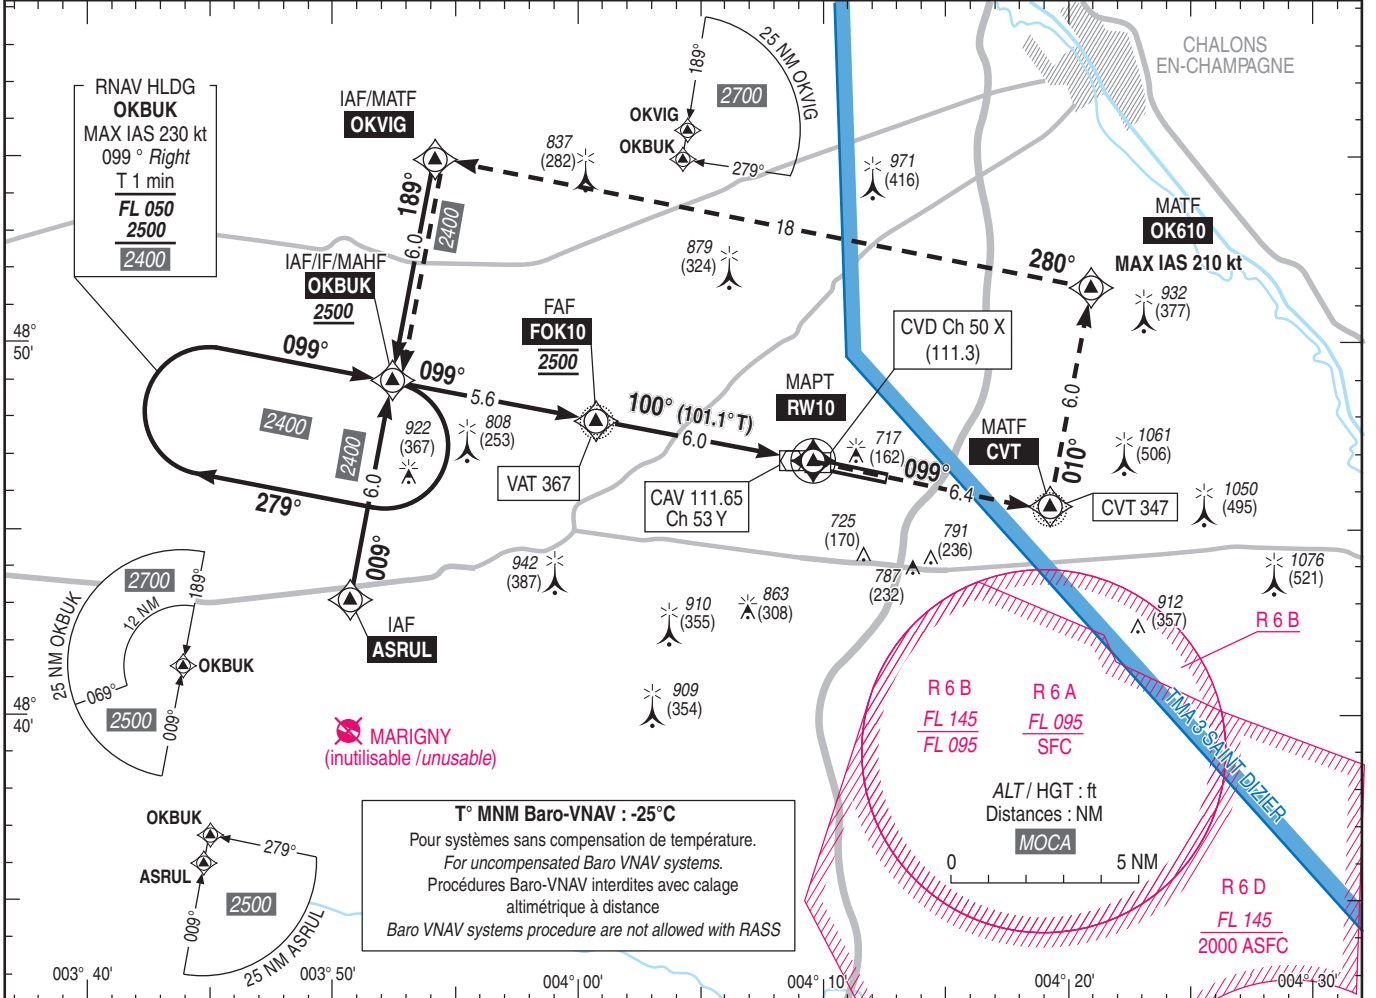 RNAV HLDG
OKBUK
MAX IAS 230 kt
099 ° Right
T 1 min
FL 050
2500
2400
IAF/MATF
OKVIG
837
(282)
25 NM OKVIG
189°
2700
OKVIG
OKBUK
279°
CHALONS
EN-CHAMPAGNE
971
(416)
MATF
OK610
MAX IAS 210 kt
280°
18
932
(377)
879
(324)
189°
6.0
2400
IAF/IF/MAHF
OKBUK
2500
48°
50'
099°
FAF
FOK10
2500
CVD Ch 50 X
(111.3)
099°
5.6
MAPT
RW10
100° (101.1°T)
6.0
6.0
010°
2400
922
(367)
808
(253)
2400
6.0
717
(162)
099°
6.4
MATF
CVT
1061
(506)
VAT 367
CAV 111.65
Ch 53 Y
CVT 347
1050
(495)
279°
725
(170)
791
(236)
787
(232)
1076
(521)
009°
942
(387)
910
(355)
863
(308)
912
(357)
R 6 B
IAF
ASRUL
25 NM OKBUK
2700
189°
12 NM
OKBUK
069°
2500
009°
48°
40'
909
(354)
MARIGNY
(inutilisable /unusable)
R 6 B
FL 145
FL 095
R 6 A
FL 095
SFC
TMA 3 SAINT DIZIER
ALT / HGT : ft
Distances : NM
MOCA
0 5 NM
OKBUK
279°
ASRUL
2500
009°
25 NM ASRUL
T° MNM Baro-VNAV : -25°C
Pour systèmes sans compensation de température.
For uncompensated Baro VNAV systems.
Procédures Baro-VNAV interdites avec calage
altimétrique à distance
Baro VNAV systems procedure are not allowed with RASS
R 6 D
FL 145
2000 ASFC
003° 40' 003° 50' 004° 00' 004° 10' 004° 20' 004° 30'